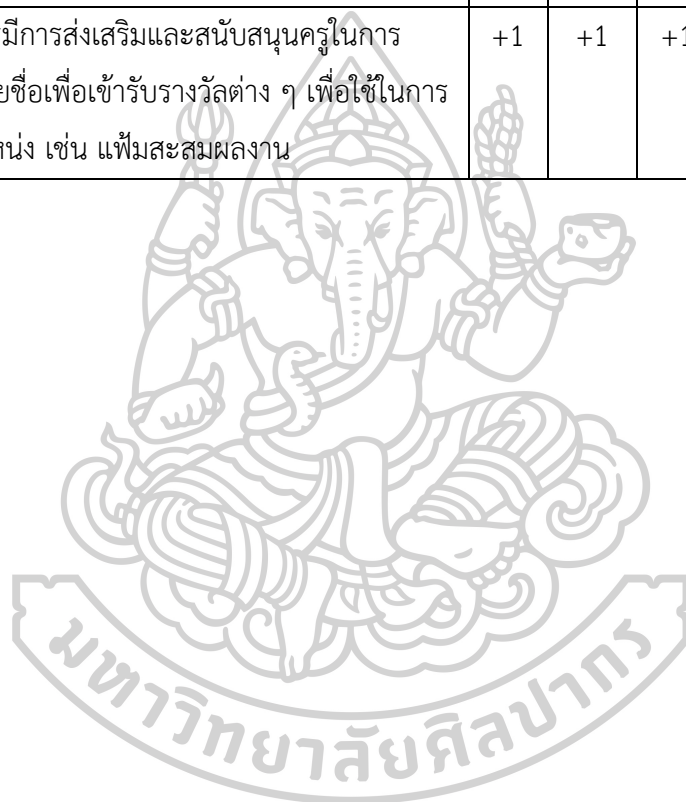 มีการส่งเสริมและสนับสนุนครูในการ +1 +1 +1
ชื่อเพื่อเข้ารับรางวัลต่าง ๆ เพื่อใช้ในการ
เช่น แฟ้มสะสมผลงาน
มหาวิทยาลัยศิลปากร